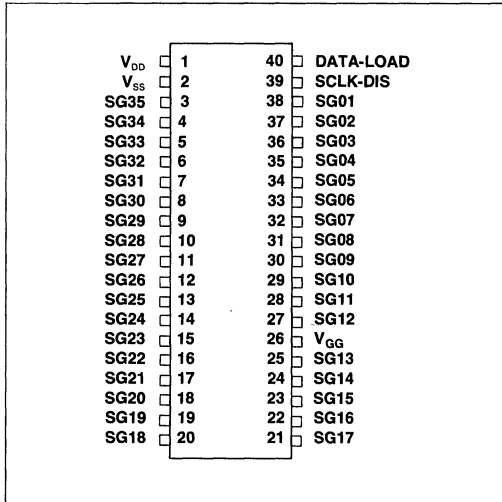 V_DD 1 40 DATA-LOAD
V_SS 2 39 SCLK-DIS
SG35 3 38 SG01
SG34 4 37 SG02
SG33 5 36 SG03
SG32 6 35 SG04
SG31 7 34 SG05
SG30 8 33 SG06
SG29 9 32 SG07
SG28 10 31 SG08
SG27 11 30 SG09
SG26 12 29 SG10
SG25 13 28 SG11
SG24 14 27 SG12
SG23 15 26 V_GG
SG22 16 25 SG13
SG21 17 24 SG14
SG20 18 23 SG15
SG19 19 22 SG16
SG18 20 21 SG17